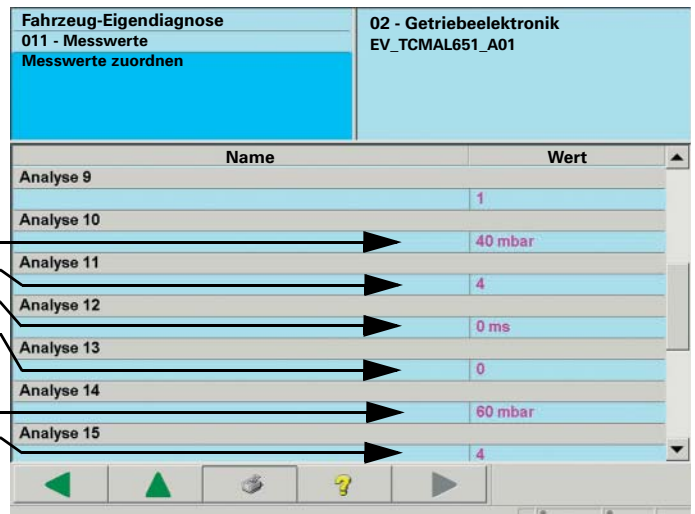 Fahrzeug-Eigendiagnose
011 - Messwerte
Messwerte zuordnen
02 - Getriebeelektronik
EV_TCMAL651_A01
Name Wert
Analyse 9
1
Analyse 10
40 mbar
Analyse 11
4
Analyse 12
0 ms
Analyse 13
0
Analyse 14
60 mbar
Analyse 15
4
?